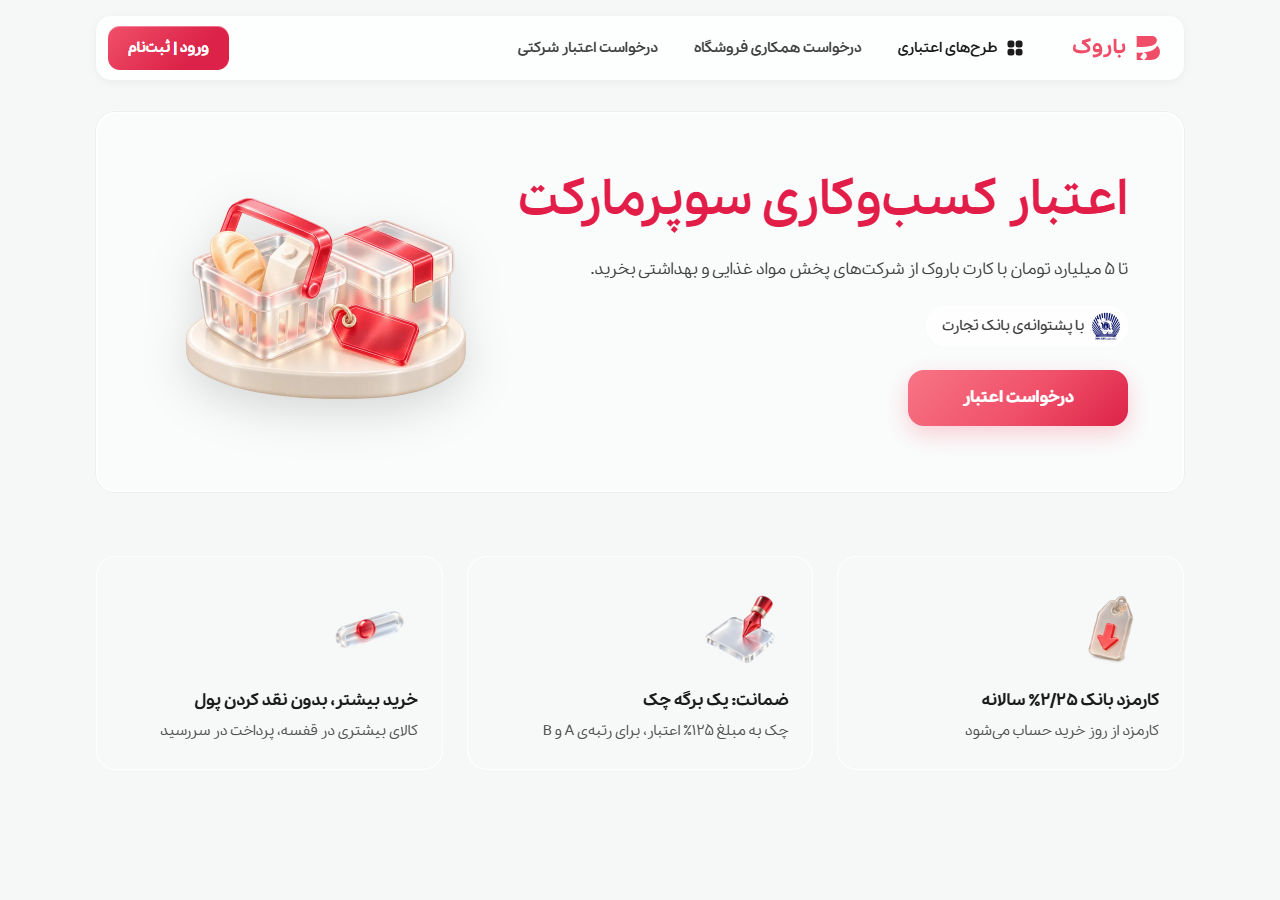 باروک
طرح‌های اعتباری
درخواست همکاری فروشگاه
درخواست اعتبار شرکتی
ورود | ثبت‌نام
اعتبار کسب‌وکاری سوپرمارکت
تا ۵ میلیارد تومان با کارت باروک از شرکت‌های پخش مواد غذایی و بهداشتی بخرید.
با پشتوانه‌ی بانک تجارت
درخواست اعتبار
کارمزد بانک ۲/۲۵٪ سالانه
کارمزد از روز خرید حساب می‌شود
ضمانت: یک برگه چک
چک به مبلغ ۱۲۵٪ اعتبار، برای رتبه‌ی A و B
خرید بیشتر، بدون نقد کردن پول
کالای بیشتری در قفسه، پرداخت در سررسید